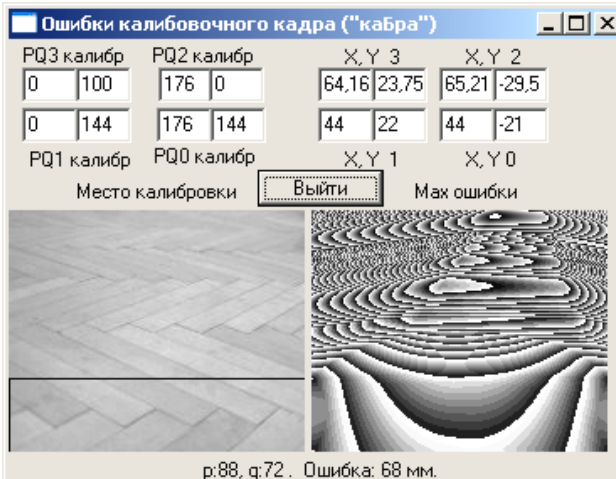 Ошибки калибовочного кадра ("каБра")
PQ3 калибр PQ2 калибр X, Y 3 X, Y 2
0 100 176 0 64,16 23,75 65,21 -29,5
0 144 176 144 44 22 44 -21
PQ1 калибр PQ0 калибр X, Y 1 X, Y 0
Место калибровки Выйти Мах ошибки
p:88, q:72 . Ошибка: 68 мм.